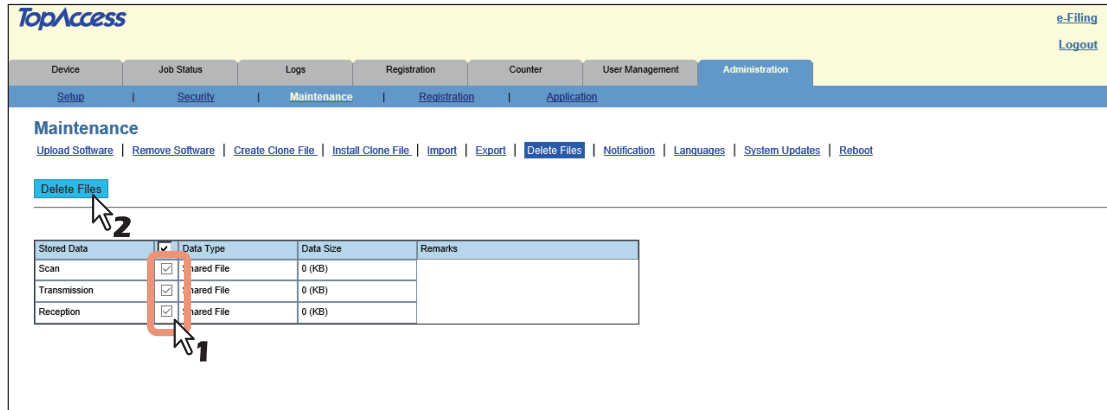 TopAccess
e-Filing
Logout
Device Job Status Logs Registration Counter User Management Administration
Setup | Security | Maintenance | Registration | Application
Maintenance
Upload Software | Remove Software | Create Clone File | Install Clone File | Import | Export | Delete Files | Notification | Languages | System Updates | Reboot
Delete Files
2
Stored Data Data Type Data Size Remarks
Scan Shared File 0 (KB)
Transmission Shared File 0 (KB)
Reception Shared File 0 (KB)
1